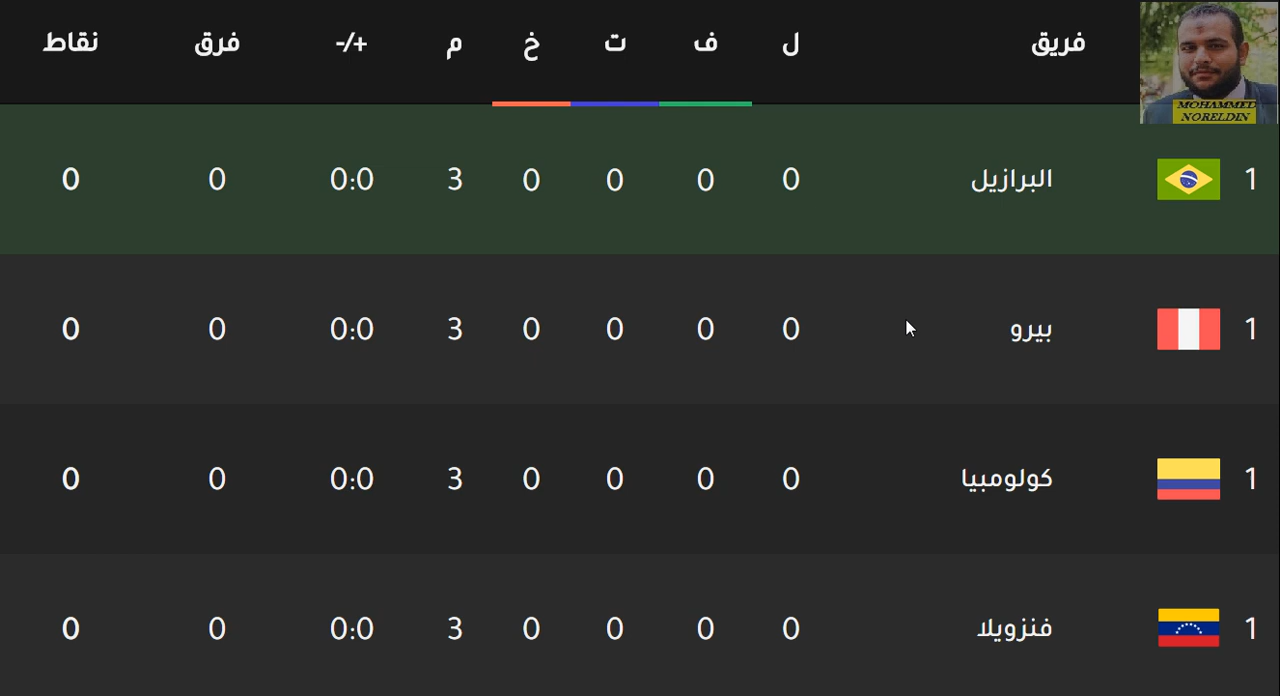 فريق ل ف ت خ م +/- فرق نقاط
MOHAMMED
NORELDIN
1 البرازيل 0 0 0 0 3 0:0 0 0
1 بيرو 0 0 0 0 3 0:0 0 0
1 كولومبيا 0 0 0 0 3 0:0 0 0
1 فنزويلا 0 0 0 0 3 0:0 0 0